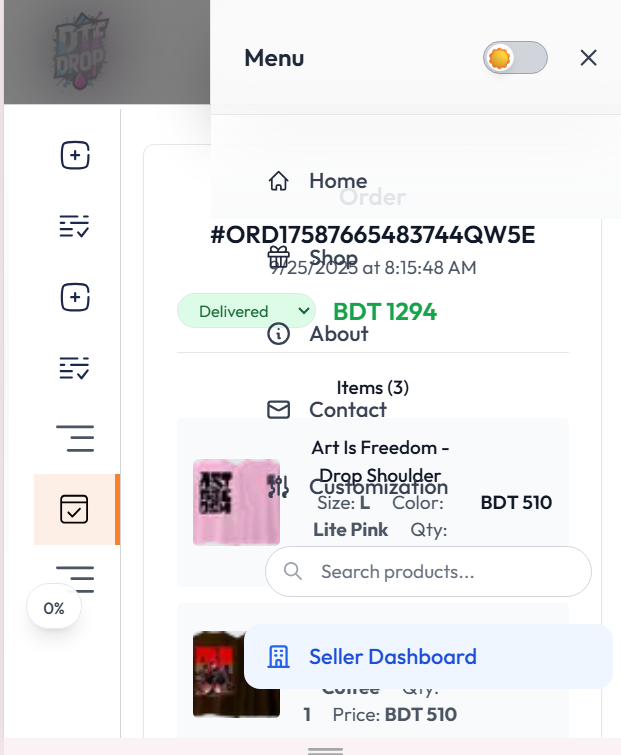 DTF
DROP
Menu
Home
Order
#ORD17587665483744QW5E
Shop
9/25/2025 at 8:15:48 AM
Delivered
BDT 1294
About
Items (3)
Contact
Art Is Freedom -
Drop Shoulder
Customization
Size: L Color:
BDT 510
Lite Pink Qty:
Search products...
0%
Seller Dashboard
Coffee Qty:
1 Price: BDT 510